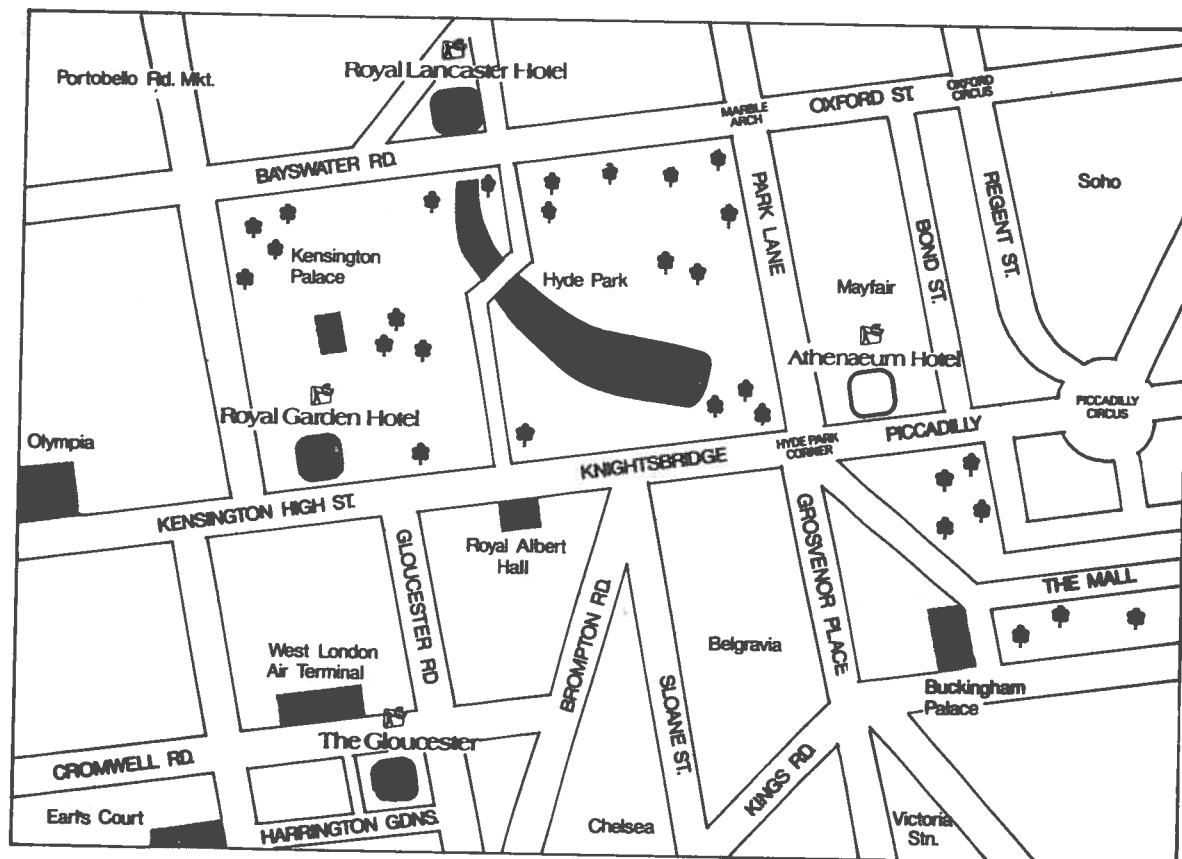 Portobello Rd. Mkt.
Royal Lancaster Hotel
BAYSWATER RD.
MARBLE
ARCH
OXFORD ST.
OXFORD
CIRCUS
Soho
REGENT ST.
BOND ST.
PARK LANE
Mayfair
Kensington
Palace
Hyde Park
Athenaeum Hotel
PICCADILLY
CIRCUS
Royal Garden Hotel
Olympia
KENSINGTON HIGH ST.
KNIGHTSBRIDGE
HYDE PARK
CORNER
PICCADILLY
Royal Albert
Hall
GLOUCESTER RD
BROMPTON RD.
GROSVENOR PLACE
THE MALL
West London
Air Terminal
Belgravia
SLOANE ST.
Buckingham
Palace
The Gloucester
CROMWELL RD.
KINGS RD.
Earl's Court
HARRINGTON GDNS.
Chelsea
Victoria
Stn.